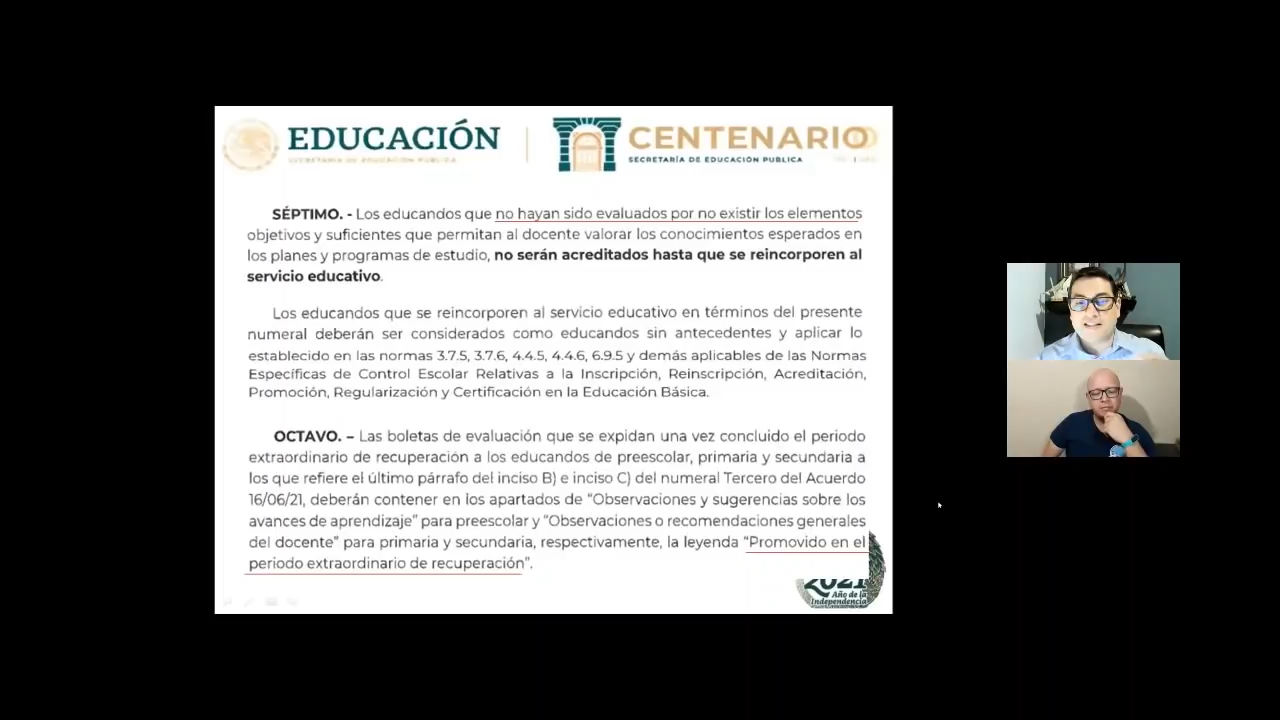 EDUCACIÓN
SECRETARÍA DE EDUCACIÓN PÚBLICA
CENTENARIO
SECRETARÍA DE EDUCACIÓN PUBLICA
SÉPTIMO. - Los educandos que no hayan sido evaluados por no existir los elementos
objetivos y suficientes que permitan al docente valorar los conocimientos esperados en
los planes y programas de estudio, no serán acreditados hasta que se reincorporen al
servicio educativo.
Los educandos que se reincorporen al servicio educativo en términos del presente
numeral deberán ser considerados como educandos sin antecedentes y aplicar lo
establecido en las normas 3.7.5, 3.7.6, 4.4.5, 4.4.6, 6.9.5 y demás aplicables de las Normas
Específicas de Control Escolar Relativas a la Inscripción, Reinscripción, Acreditación,
Promoción, Regularización y Certificación en la Educación Básica.
OCTAVO. – Las boletas de evaluación que se expidan una vez concluido el periodo
extraordinario de recuperación a los educandos de preescolar, primaria y secundaria a
los que refiere el último párrafo del inciso B) e inciso C) del numeral Tercero del Acuerdo
16/06/21, deberán contener en los apartados de “Observaciones y sugerencias sobre los
avances de aprendizaje” para preescolar y “Observaciones o recomendaciones generales
del docente” para primaria y secundaria, respectivamente, la leyenda “Promovido en el
periodo extraordinario de recuperación”.
2021
Año de la
Independencia